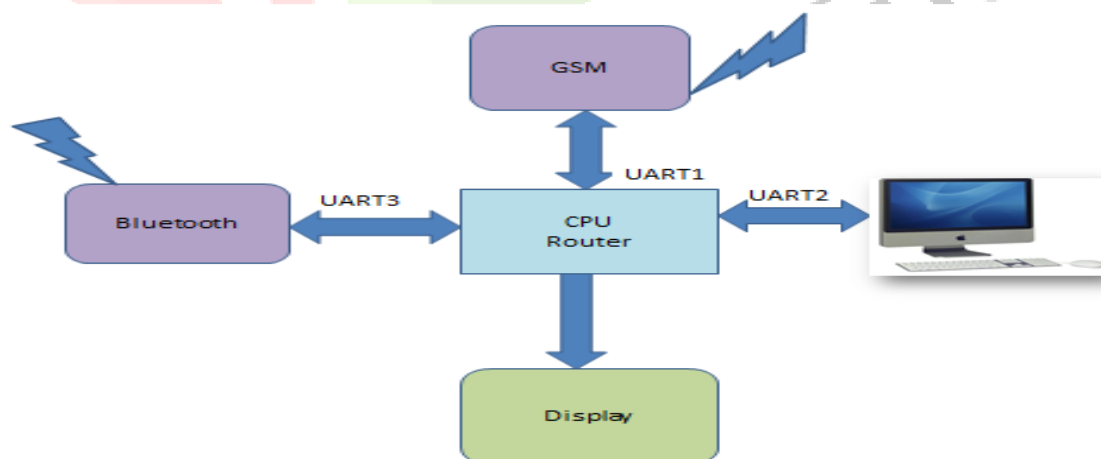 GSM
UART1
Bluetooth
UART3
CPU
Router
UART2
Display